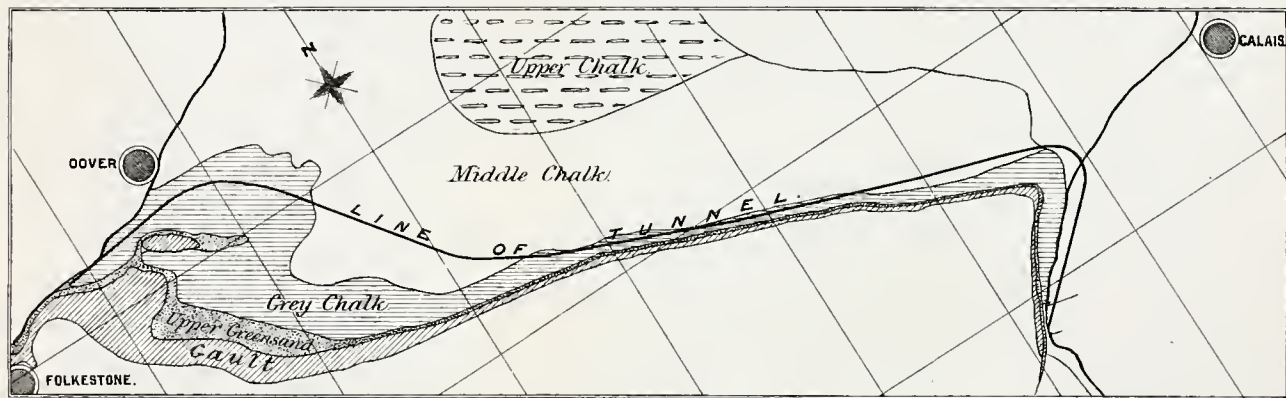 CALAIS.
N
Upper Chalk.
DOVER
Middle Chalk.
LINE OF TUNNEL.
Grey Chalk
Upper Greensand
Gault
FOLKESTONE.